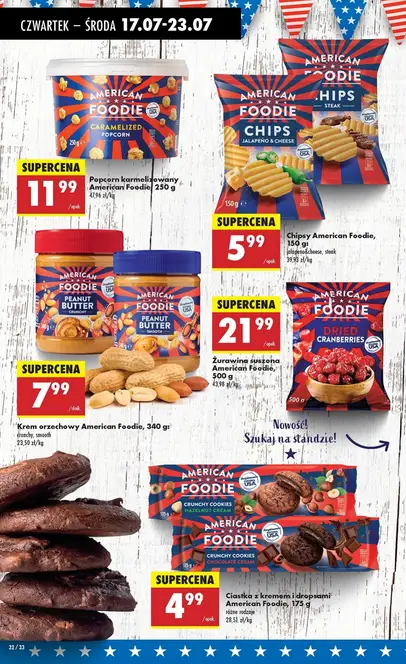 CZWARTEK – ŚRODA 17.07-23.07
AMERICAN
FOODIE
CARAMELIZED
POPCORN
250 g
SUPERCENA
11 99
/opak.
Popcorn karmelizowany
American Foodie, 250 g
47,96 zł/kg
AMERICAN
FOODIE
CHIPS
JALAPEÑO & CHEESE
150 g
AMERICAN
FOODIE
CHIPS
STEAK
SUPERCENA
5 99
/opak.
Chipsy American Foodie,
150 g:
jalapeno&cheese, steak
39,93 zł/kg
AMERICAN
FOODIE
PEANUT
BUTTER
CRUNCHY
AMERICAN
FOODIE
PEANUT
BUTTER
SMOOTH
SUPERCENA
7 99
/słoik
Krem orzechowy American Foodie, 340 g:
crunchy, smooth
23,50 zł/kg
SUPERCENA
21 99
/opak.
Żurawina suszona
American Foodie,
500 g
43,98 zł/kg
AMERICAN
FOODIE
DRIED
CRANBERRIES
500 g
Nowość!
Szukaj na standzie!
AMERICAN
FOODIE
CRUNCHY COOKIES
HAZELNUT CREAM
AMERICAN
FOODIE
CRUNCHY COOKIES
CHOCOLATE CREAM
SUPERCENA
4 99
/opak.
Ciastka z kremem i dropsami
American Foodie, 175 g
różne rodzaje
28,51 zł/kg
32/33